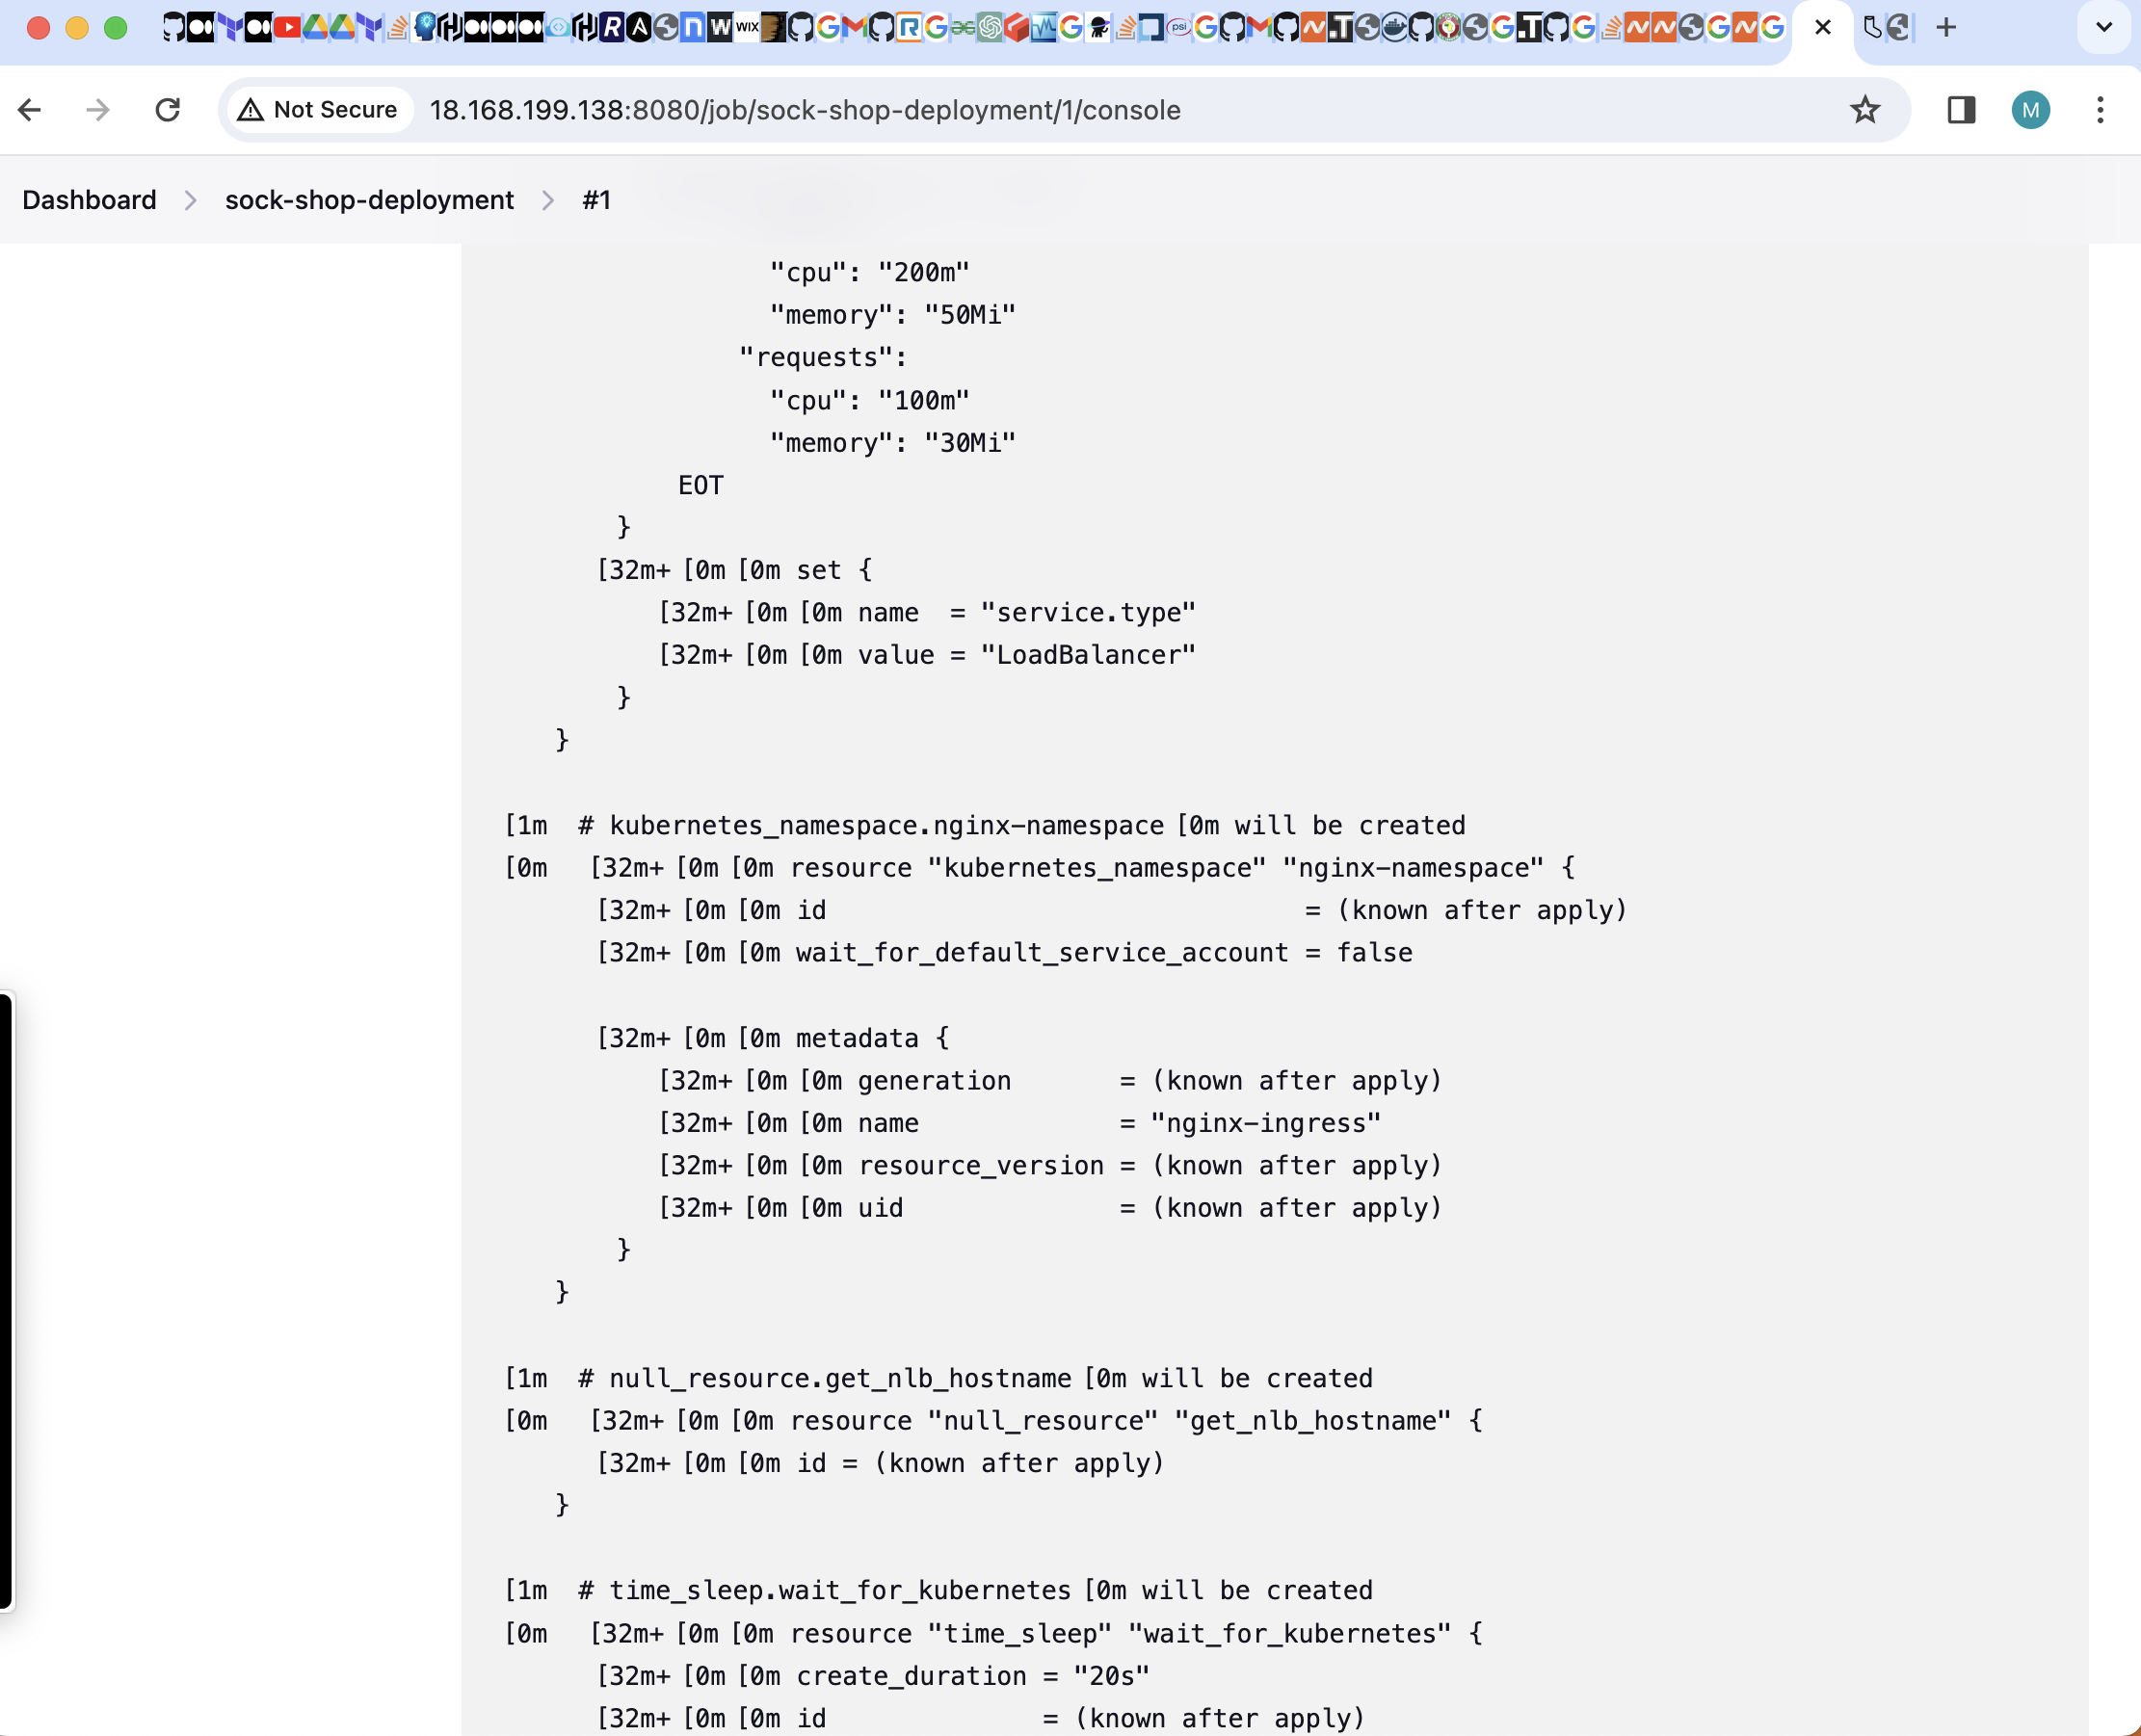 WIX
psi
Not Secure 18.168.199.138:8080/job/sock-shop-deployment/1/console
M
Dashboard > sock-shop-deployment > #1
"cpu": "200m"
"memory": "50Mi"
"requests":
"cpu": "100m"
"memory": "30Mi"
EOT
}
[32m+ [0m [0m set {
[32m+ [0m [0m name  = "service.type"
[32m+ [0m [0m value = "LoadBalancer"
}
}
[1m  # kubernetes_namespace.nginx-namespace [0m will be created
[0m   [32m+ [0m [0m resource "kubernetes_namespace" "nginx-namespace" {
[32m+ [0m [0m id                               = (known after apply)
[32m+ [0m [0m wait_for_default_service_account = false
[32m+ [0m [0m metadata {
[32m+ [0m [0m generation       = (known after apply)
[32m+ [0m [0m name             = "nginx-ingress"
[32m+ [0m [0m resource_version = (known after apply)
[32m+ [0m [0m uid              = (known after apply)
}
}
[1m  # null_resource.get_nlb_hostname [0m will be created
[0m   [32m+ [0m [0m resource "null_resource" "get_nlb_hostname" {
[32m+ [0m [0m id = (known after apply)
}
[1m  # time_sleep.wait_for_kubernetes [0m will be created
[0m   [32m+ [0m [0m resource "time_sleep" "wait_for_kubernetes" {
[32m+ [0m [0m create_duration = "20s"
[32m+ [0m [0m id              = (known after apply)